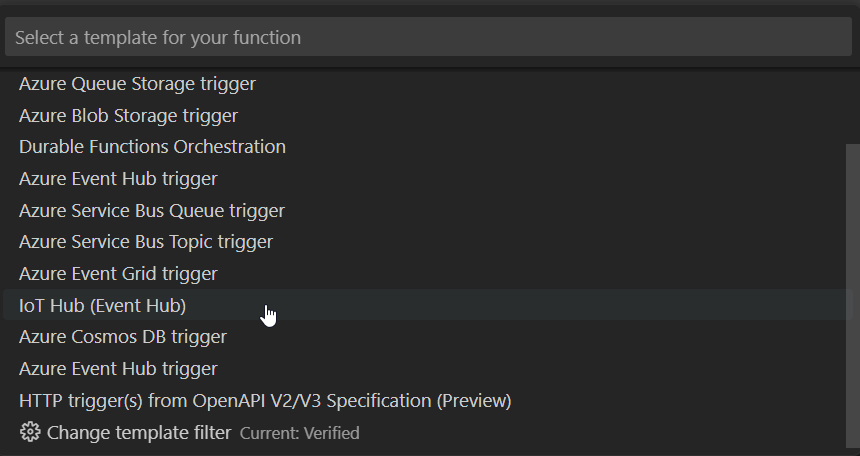 Select a template for your function
Azure Queue Storage trigger
Azure Blob Storage trigger
Durable Functions Orchestration
Azure Event Hub trigger
Azure Service Bus Queue trigger
Azure Service Bus Topic trigger
Azure Event Grid trigger
IoT Hub (Event Hub)
Azure Cosmos DB trigger
Azure Event Hub trigger
HTTP trigger(s) from OpenAPI V2/V3 Specification (Preview)
Change template filter Current: Verified